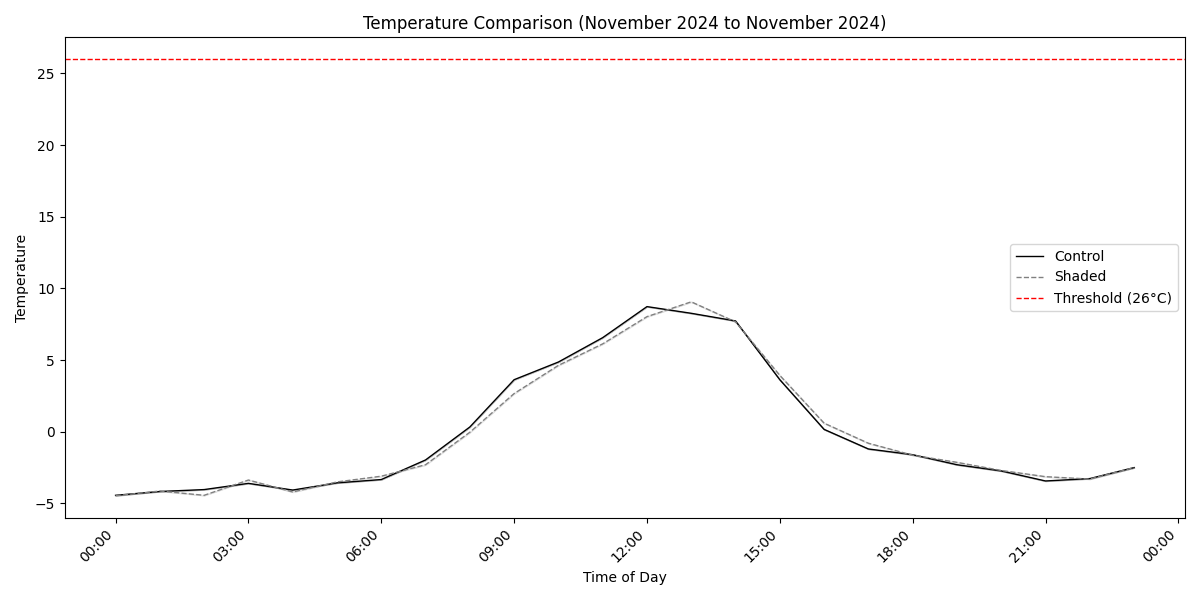 Temperature Comparison (November 2024 to November 2024)
Temperature
25
20
15
10
5
0
−5
Control
Shaded
Threshold (26°C)
00:00
03:00
06:00
09:00
12:00
15:00
18:00
21:00
00:00
Time of Day